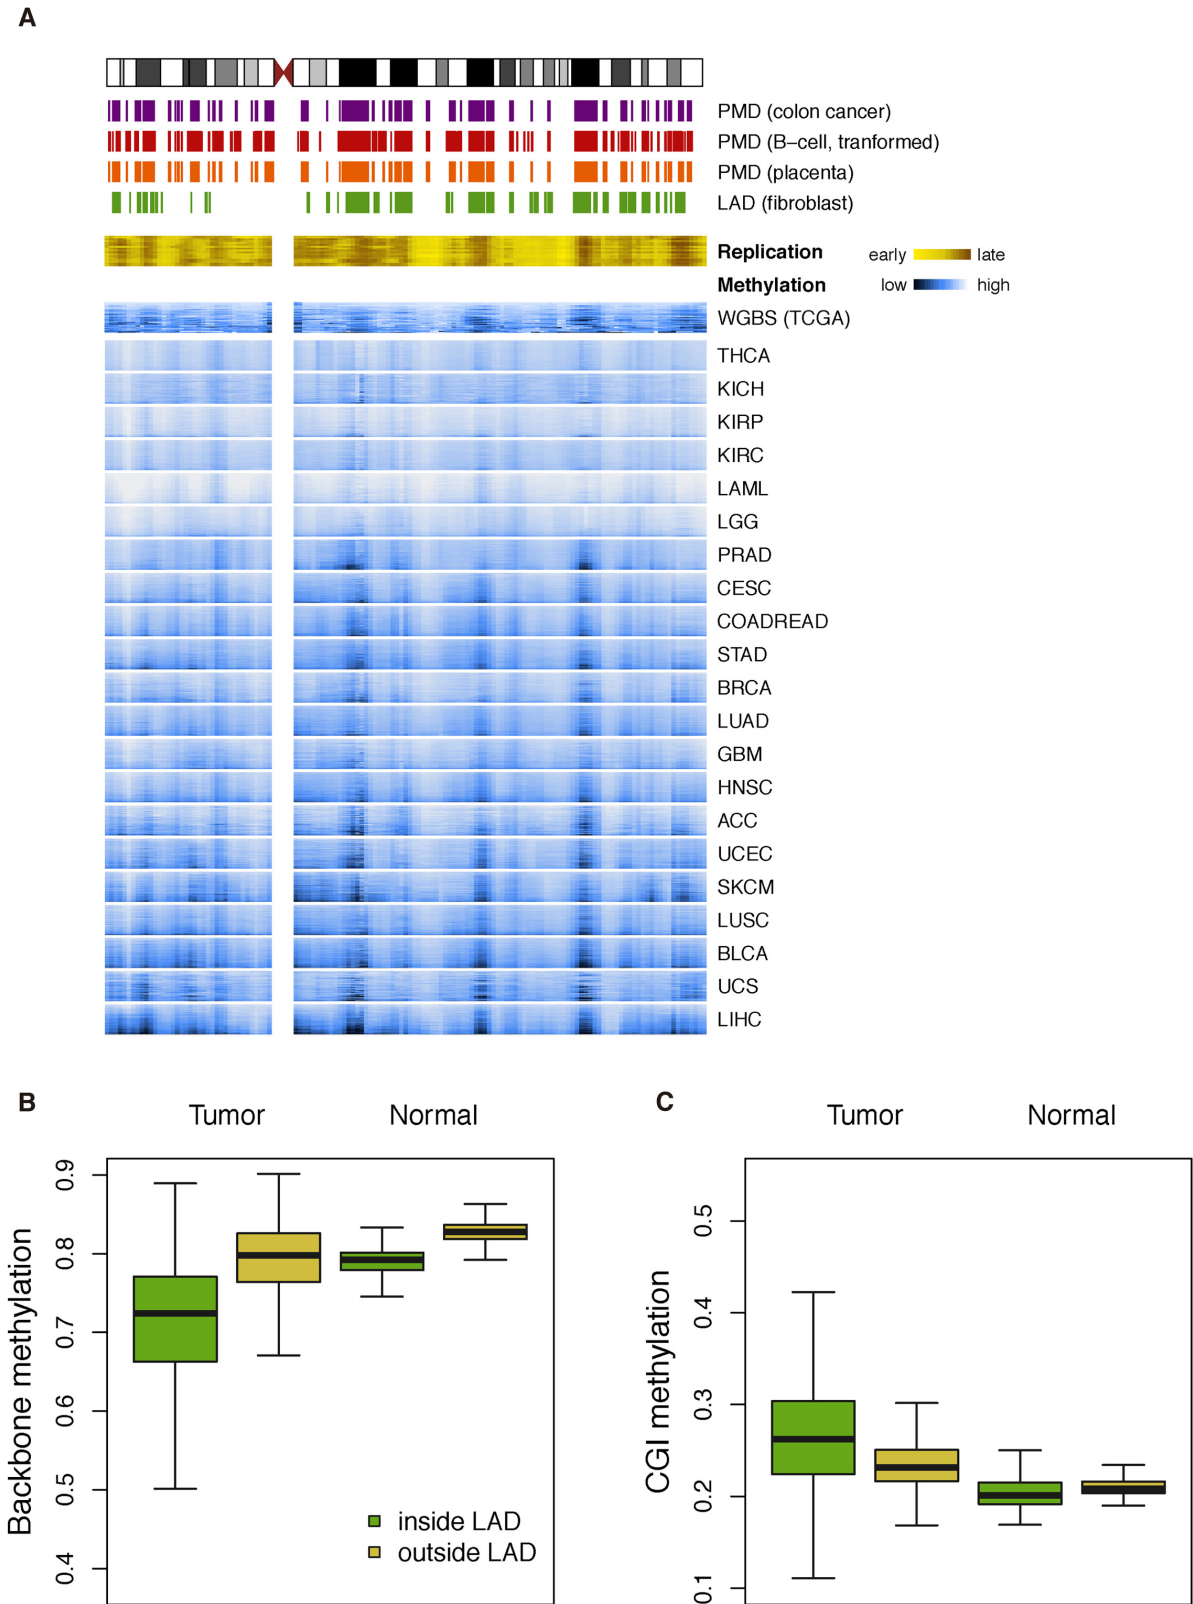 A
PMD (colon cancer)
PMD (B–cell, tranformed)
PMD (placenta)
LAD (fibroblast)
Replication early late
Methylation low high
WGBS (TCGA)
THCA
KICH
KIRP
KIRC
LAML
LGG
PRAD
CESC
COADREAD
STAD
BRCA
LUAD
GBM
HNSC
ACC
UCEC
SKCM
LUSC
BLCA
UCS
LIHC
B
Tumor Normal
Backbone methylation
0.9
0.8
0.7
0.6
0.5
0.4
inside LAD
outside LAD
C
Tumor Normal
CGI methylation
0.5
0.4
0.3
0.2
0.1